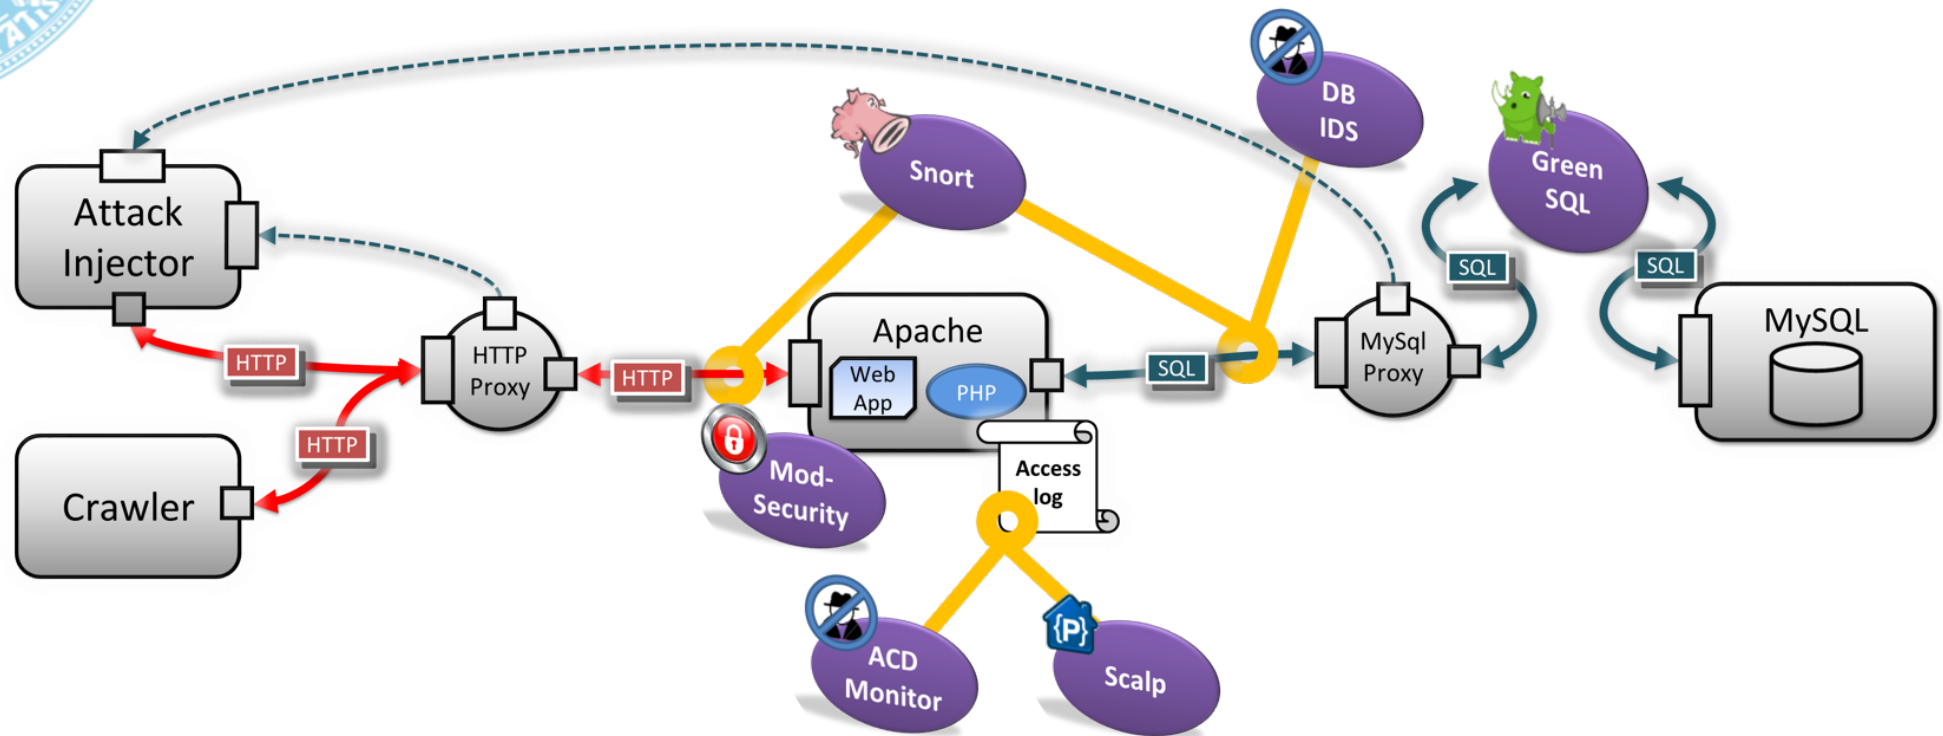 DB
IDS
Green
SQL
Snort
Attack
Injector
SQL
SQL
MySQL
Apache
HTTP
Proxy
MySql
Proxy
HTTP
HTTP
SQL
Web
App
PHP
HTTP
Crawler
Access
log
Mod-
Security
ACD
Monitor
Scalp
{P}